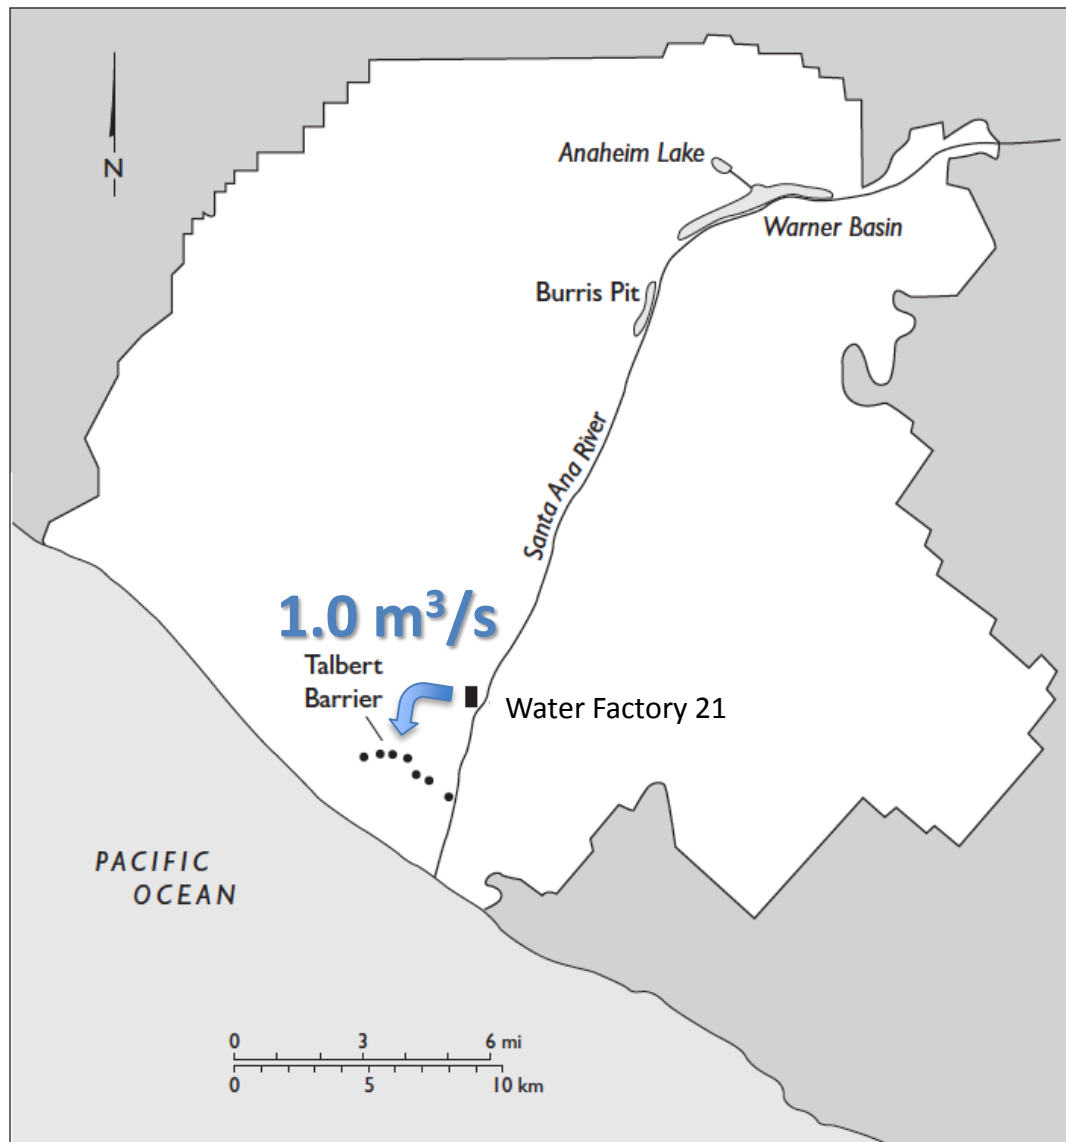 N
Anaheim Lake
Warner Basin
Burris Pit
Santa Ana River
1.0 m³/s
Talbert
Barrier
Water Factory 21
PACIFIC
OCEAN
0 3 6 mi
0 5 10 km